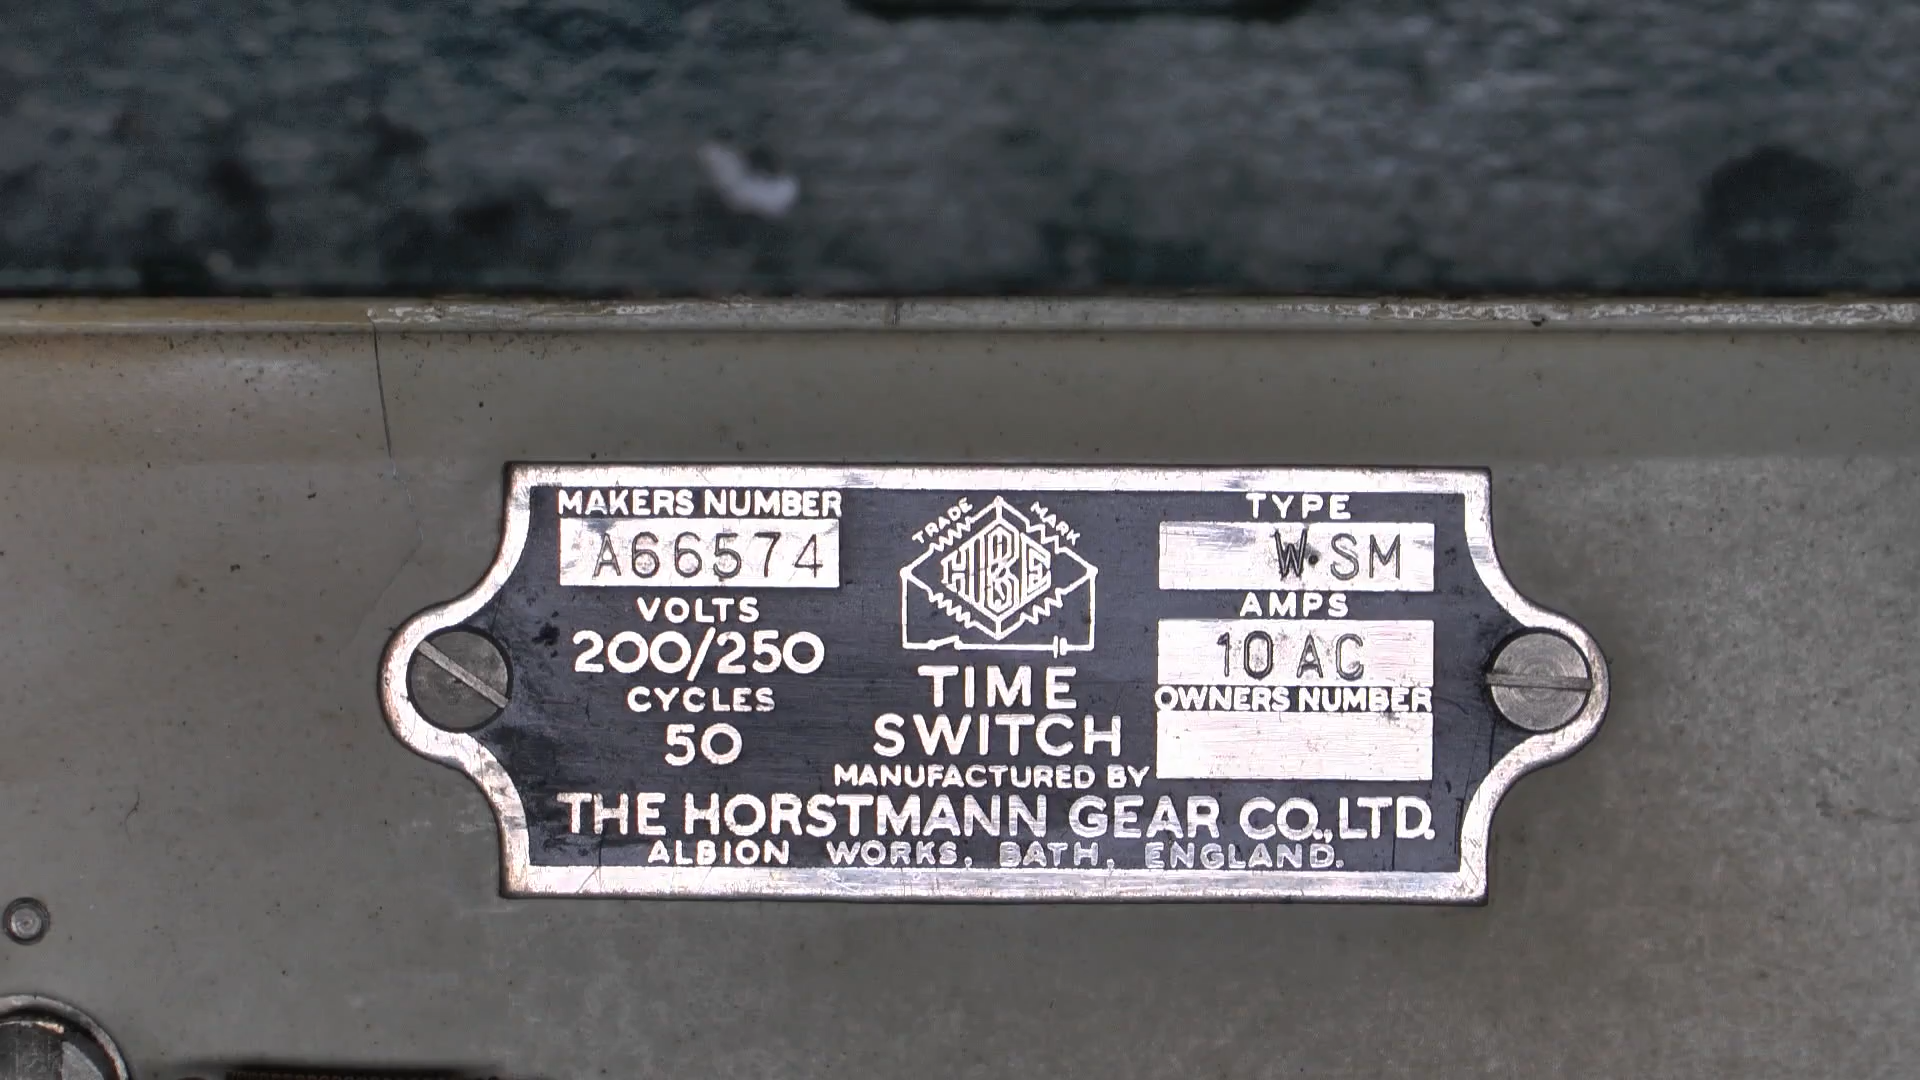 MAKERS NUMBER
A66574
VOLTS
200/250
CYCLES
50
TRADE MARK
TIME
SWITCH
TYPE
W·SM
AMPS
10 AC
OWNERS NUMBER
MANUFACTURED BY
THE HORSTMANN GEAR CO., LTD.
ALBION WORKS, BATH, ENGLAND.